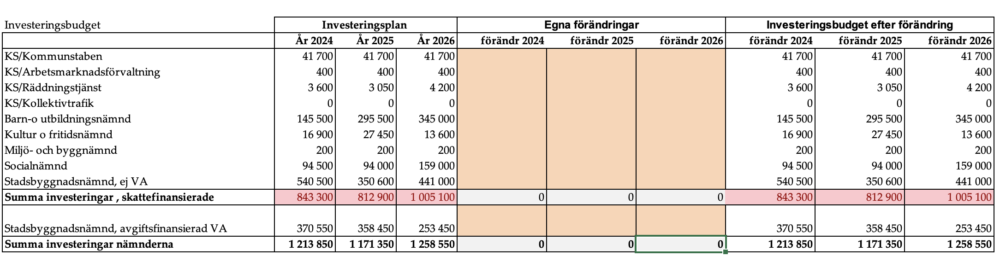 Investeringsbudget Investeringsplan Egna förändringar Investeringsbudget efter förändring
År 2024 År 2025 År 2026 förändr 2024 förändr 2025 förändr 2026 förändr 2024 förändr 2025 förändr 2026
KS/Kommunstaben 41 700 41 700 41 700 41 700 41 700 41 700
KS/Arbetsmarknadsförvaltning 400 400 400 400 400 400
KS/Räddningstjänst 3 600 3 050 4 200 3 600 3 050 4 200
KS/Kollektivtrafik 0 0 0 0 0 0
Barn-o utbildningsnämnd 145 500 295 500 345 000 145 500 295 500 345 000
Kultur o fritidsnämnd 16 900 27 450 13 600 16 900 27 450 13 600
Miljö- och byggnämnd 200 200 200 200 200 200
Socialnämnd 94 500 94 000 159 000 94 500 94 000 159 000
Stadsbyggnadsnämnd, ej VA 540 500 350 600 441 000 540 500 350 600 441 000
Summa investeringar , skattefinansierade 843 300 812 900 1 005 100 0 0 0 843 300 812 900 1 005 100
Stadsbyggnadsnämnd, avgiftsfinansierad VA 370 550 358 450 253 450 370 550 358 450 253 450
Summa investeringar nämnderna 1 213 850 1 171 350 1 258 550 0 0 0 1 213 850 1 171 350 1 258 550